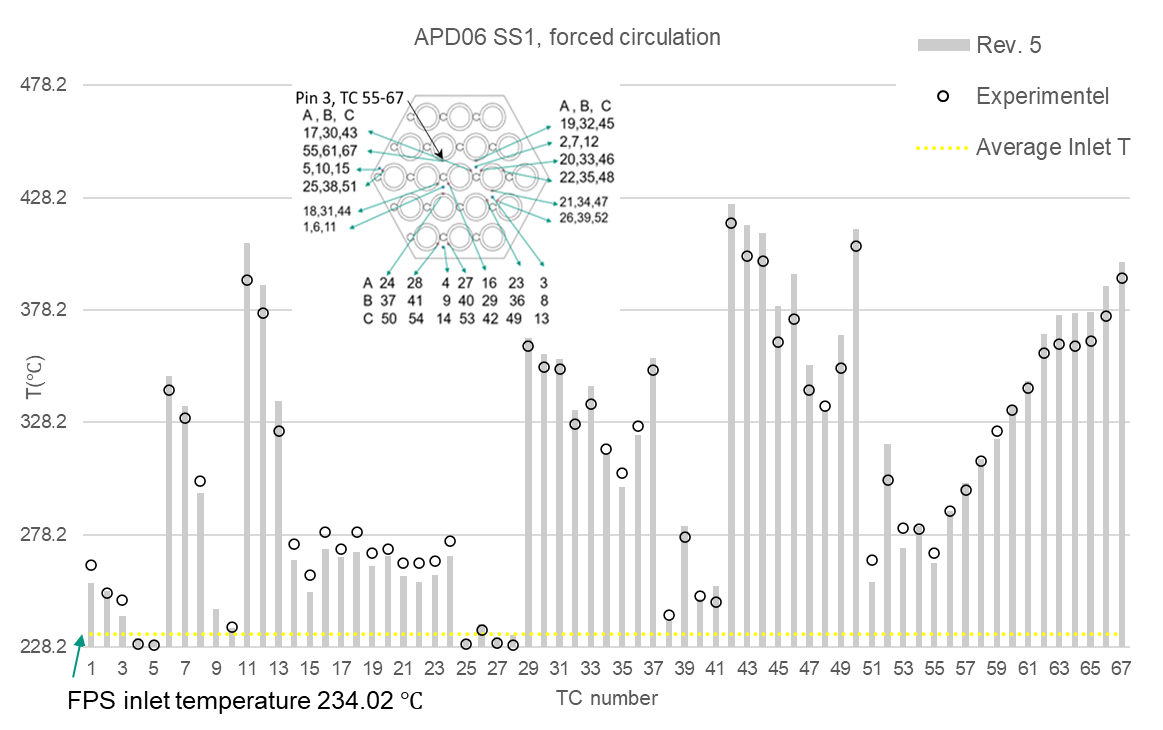 APD06 SS1, forced circulation
Rev. 5
Experimentel
Average Inlet T
478.2
428.2
378.2
328.2
278.2
228.2
T(°C)
Pin 3, TC 55-67
A , B, C
17,30,43
55,61,67
5,10,15
25,38,51
18,31,44
1,6,11
A , B, C
19,32,45
2,7,12
20,33,46
22,35,48
21,34,47
26,39,52
C C C
C C C C
C C C C C
C C C C
C C C
A 24 28 4 27 16 23 3
B 37 41 9 40 29 36 8
C 50 54 14 53 42 49 13
1 3 5 7 9 11 13 15 17 19 21 23 25 27 29 31 33 35 37 39 41 43 45 47 49 51 53 55 57 59 61 63 65 67
TC number
FPS inlet temperature 234.02 °C